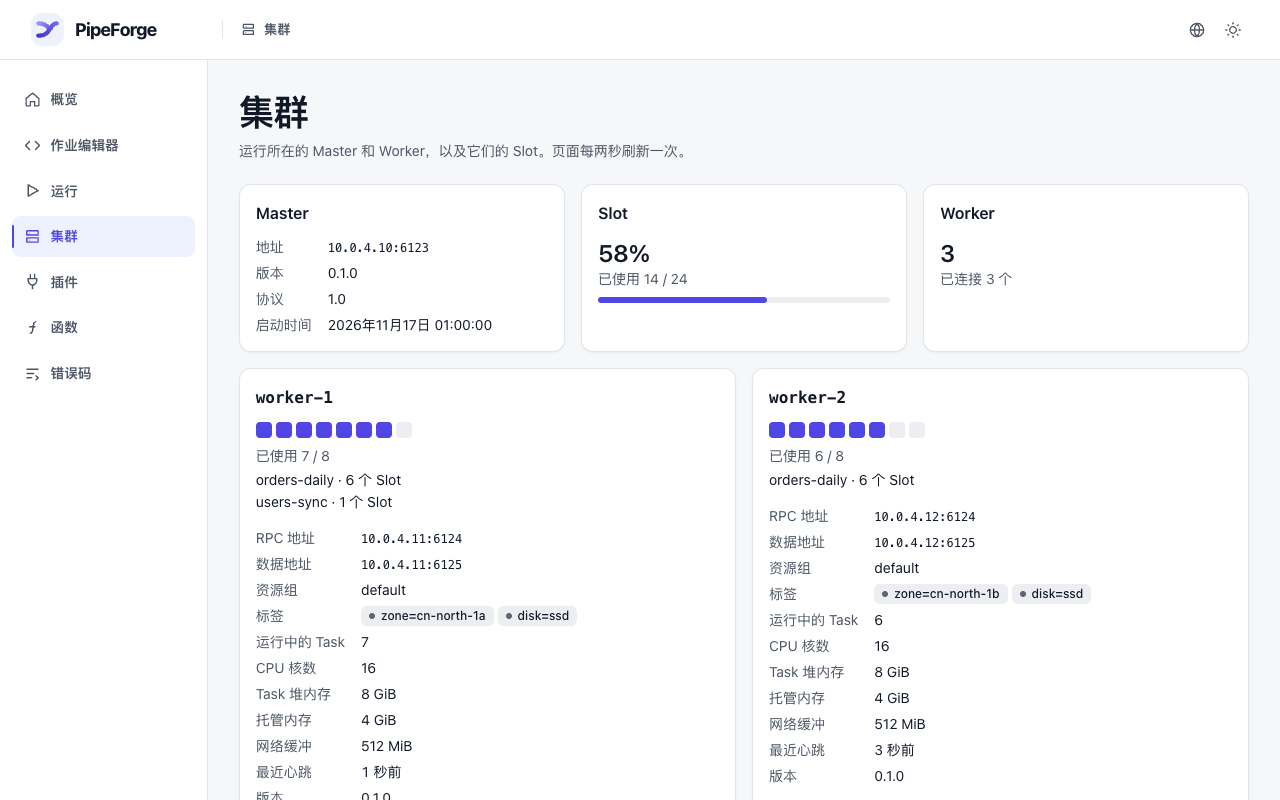 PipeForge
集群
概览
作业编辑器
运行
集群
插件
函数
错误码
集群
运行所在的 Master 和 Worker，以及它们的 Slot。页面每两秒刷新一次。
Master
地址 10.0.4.10:6123
版本 0.1.0
协议 1.0
启动时间 2026年11月17日 01:00:00
Slot
58%
已使用 14 / 24
Worker
3
已连接 3 个
worker-1
已使用 7 / 8
orders-daily · 6 个 Slot
users-sync · 1 个 Slot
RPC 地址 10.0.4.11:6124
数据地址 10.0.4.11:6125
资源组 default
标签 zone=cn-north-1a disk=ssd
运行中的 Task 7
CPU 核数 16
Task 堆内存 8 GiB
托管内存 4 GiB
网络缓冲 512 MiB
最近心跳 1 秒前
版本 0.1.0
worker-2
已使用 6 / 8
orders-daily · 6 个 Slot
RPC 地址 10.0.4.12:6124
数据地址 10.0.4.12:6125
资源组 default
标签 zone=cn-north-1b disk=ssd
运行中的 Task 6
CPU 核数 16
Task 堆内存 8 GiB
托管内存 4 GiB
网络缓冲 512 MiB
最近心跳 3 秒前
版本 0.1.0